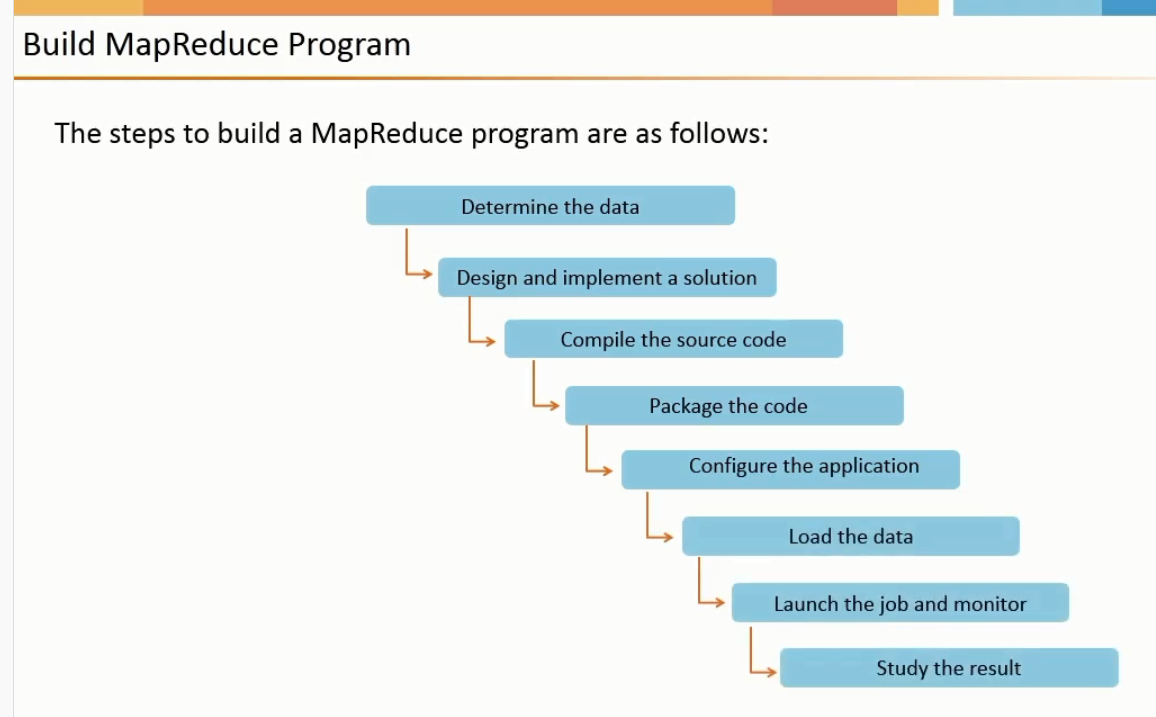 Build MapReduce Program
The steps to build a MapReduce program are as follows:
Determine the data
Design and implement a solution
Compile the source code
Package the code
Configure the application
Load the data
Launch the job and monitor
Study the result